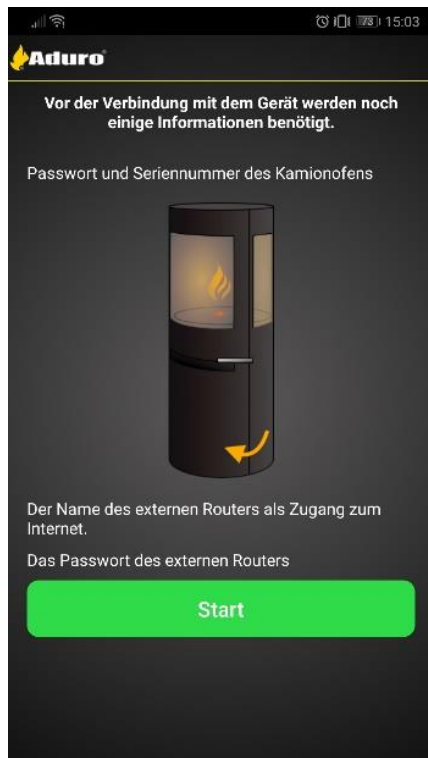 78 15:03
Aduro
Vor der Verbindung mit dem Gerät werden noch
einige Informationen benötigt.
Passwort und Seriennummer des Kamionofens
Der Name des externen Routers als Zugang zum
Internet.
Das Passwort des externen Routers
Start